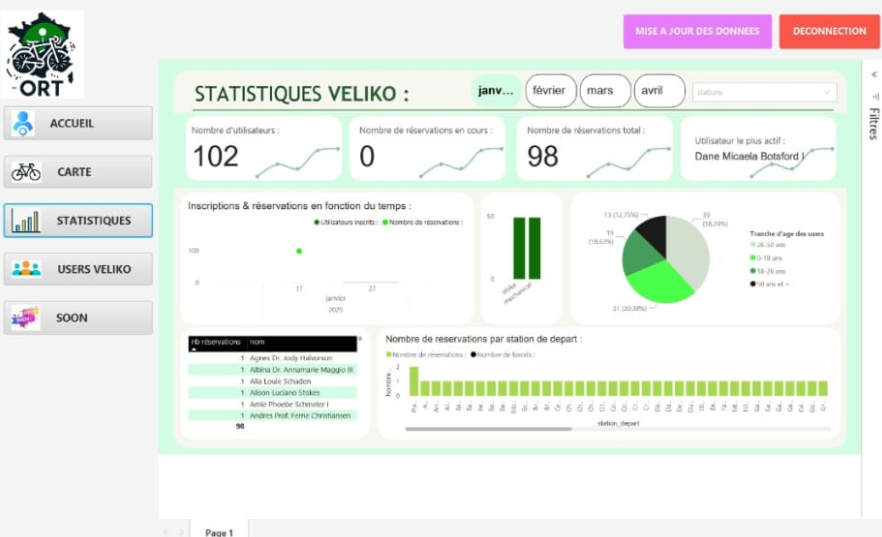 MISE A JOUR DES DONNEES
DECONNECTION
ORT
ACCUEIL
CARTE
STATISTIQUES
USERS VELIKO
SOON
STATISTIQUES VELIKO :
janv...
février
mars
avril
stations
Filtres
Nombre d'utilisateurs :
102
Nombre de réservations en cours :
0
Nombre de réservations total :
98
Utilisateur le plus actif :
Dane Micaela Botsford I
Inscriptions & réservations en fonction du temps :
Utilisateurs inscrits : Nombre de réservations :
100
0
17 27
janvier
2025
50
0
ebike
mechanical
13 (12,75%)
39
19
(18,63%)
Tranche d'age des users
26-50 ans
0-18 ans
18-26 ans
50 ans et +
nb réservations nom
1 Agnes Dr. Jody Halvorson
1 Albina Dr. Annamarie Maggio III
1 Alla Louie Schaden
1 Alison Luciano Stokes
1 Amie Phoebe Schmeler I
1 Andres Prof. Ferne Christiansen
98
Nombre de reservations par station de depart :
Nombre de réservations : Nombre de favoris :
Nombre...
2
1
0
station_depart
Page 1